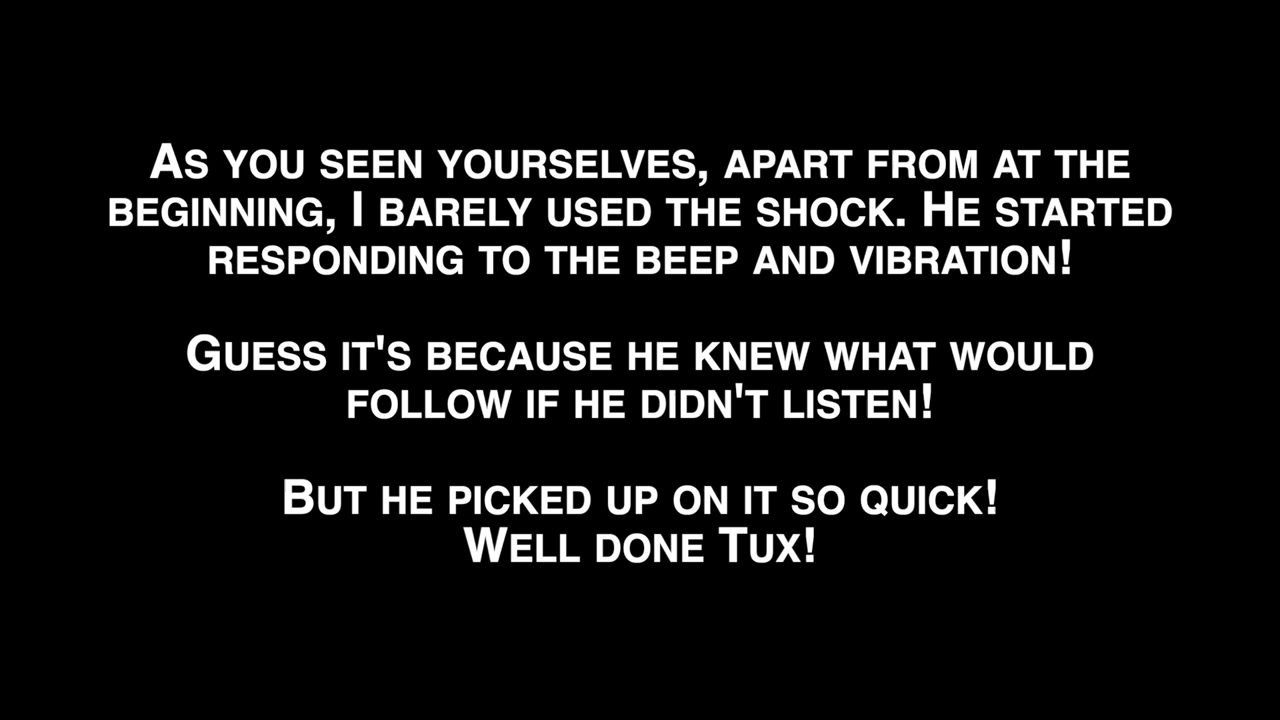 As you seen yourselves, apart from at the
beginning, I barely used the shock. He started
responding to the beep and vibration!
Guess it's because he knew what would
follow if he didn't listen!
But he picked up on it so quick!
Well done Tux!